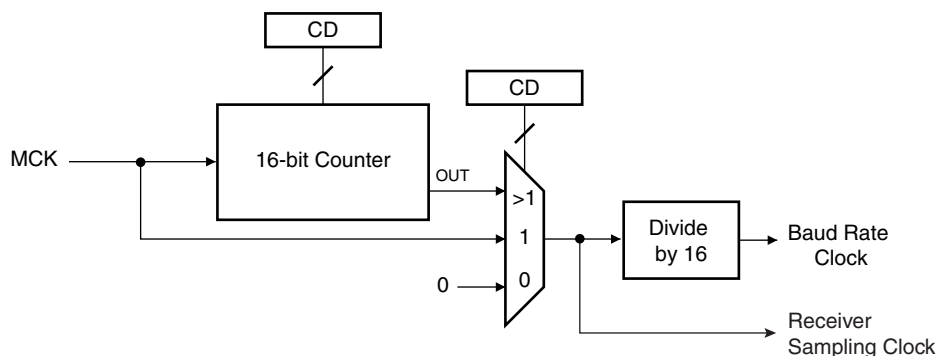 CD
CD
MCK
16-bit Counter
OUT
>1
1
0
0
Divide
by 16
Baud Rate
Clock
Receiver
Sampling Clock